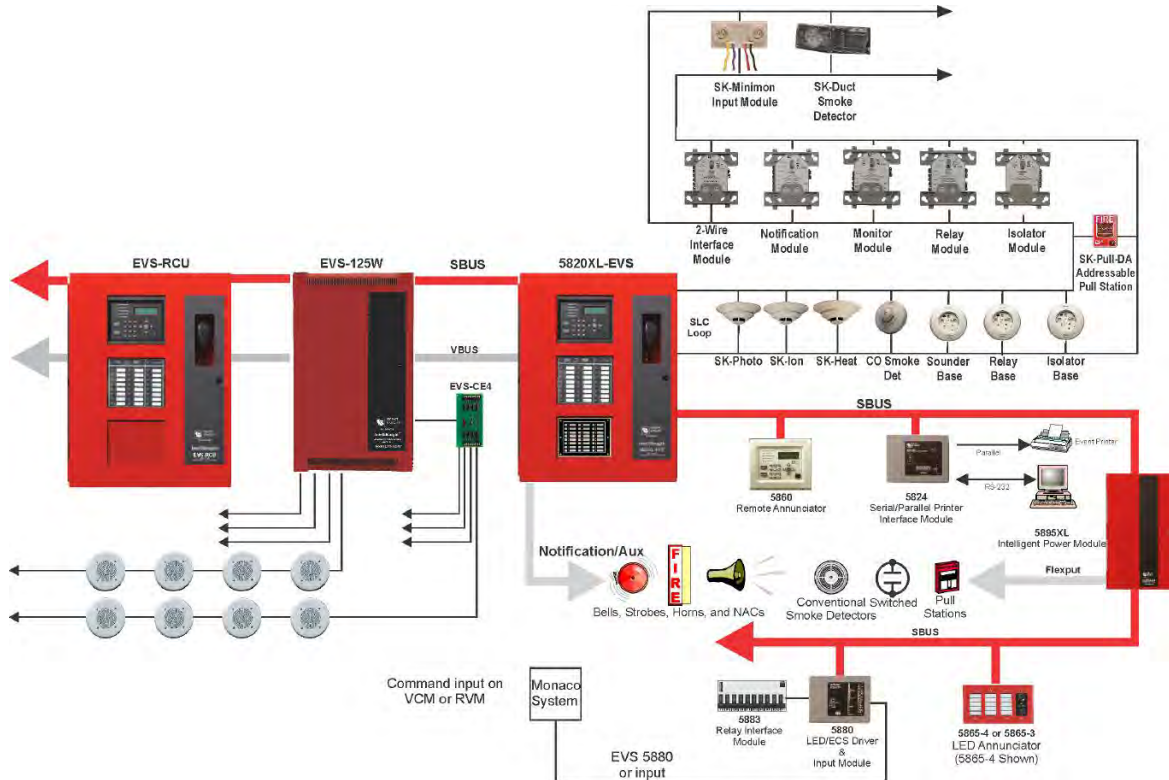 SK-Minimon
Input Module
SK-Duct
Smoke
Detector
2-Wire
Interface
Module
Notification
Module
Monitor
Module
Relay
Module
Isolator
Module
FIRE
SK-Pull-DA
Addressable
Pull Station
EVS-RCU
EVS-125W
SBUS
5820XL-EVS
VBUS
EVS-CE4
SLC
Loop
SK-Photo
SK-Ion
SK-Heat
CO Smoke
Det
Sounder
Base
Relay
Base
Isolator
Base
SBUS
5860
Remote Annunciator
5824
Serial/Parallel Printer
Interface Module
Parallel
Event Printer
RS-232
5895XL
Intelligent Power Module
Flexput
Notification/Aux
FIRE
Bells, Strobes, Horns, and NACs
Conventional
Smoke Detectors
Switched
Pull
Stations
SBUS
Command input on
VCM or RVM
Monaco
System
5883
Relay Interface
Module
5880
LED/ECS Driver
&
Input Module
5865-4 or 5865-3
LED Annunciator
(5865-4 Shown)
EVS 5880
or input